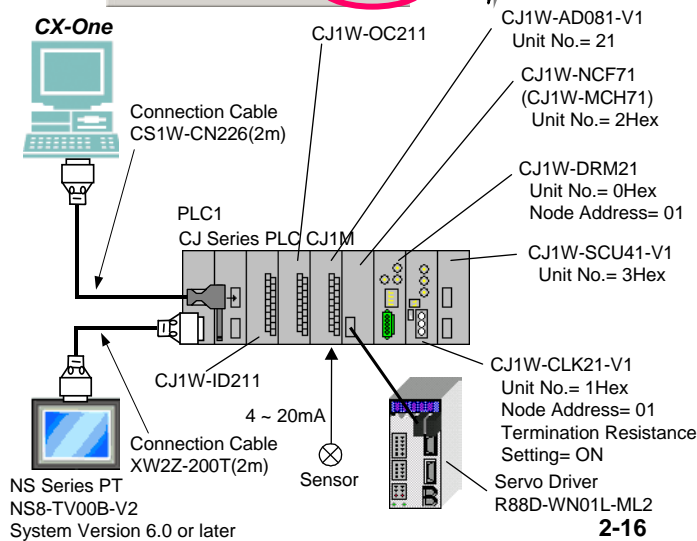 CX-One
CJ1W-OC211
CJ1W-AD081-V1
Unit No.= 21
CJ1W-NCF71
(CJ1W-MCH71)
Unit No.= 2Hex
Connection Cable
CS1W-CN226(2m)
CJ1W-DRM21
Unit No.= 0Hex
Node Address= 01
PLC1
CJ Series PLC CJ1M
CJ1W-SCU41-V1
Unit No.= 3Hex
CJ1W-ID211
CJ1W-CLK21-V1
Unit No.= 1Hex
Node Address= 01
Termination Resistance
Setting= ON
4 ~ 20mA
Connection Cable
XW2Z-200T(2m)
Sensor
Servo Driver
R88D-WN01L-ML2
NS Series PT
NS8-TV00B-V2
System Version 6.0 or later
2-16